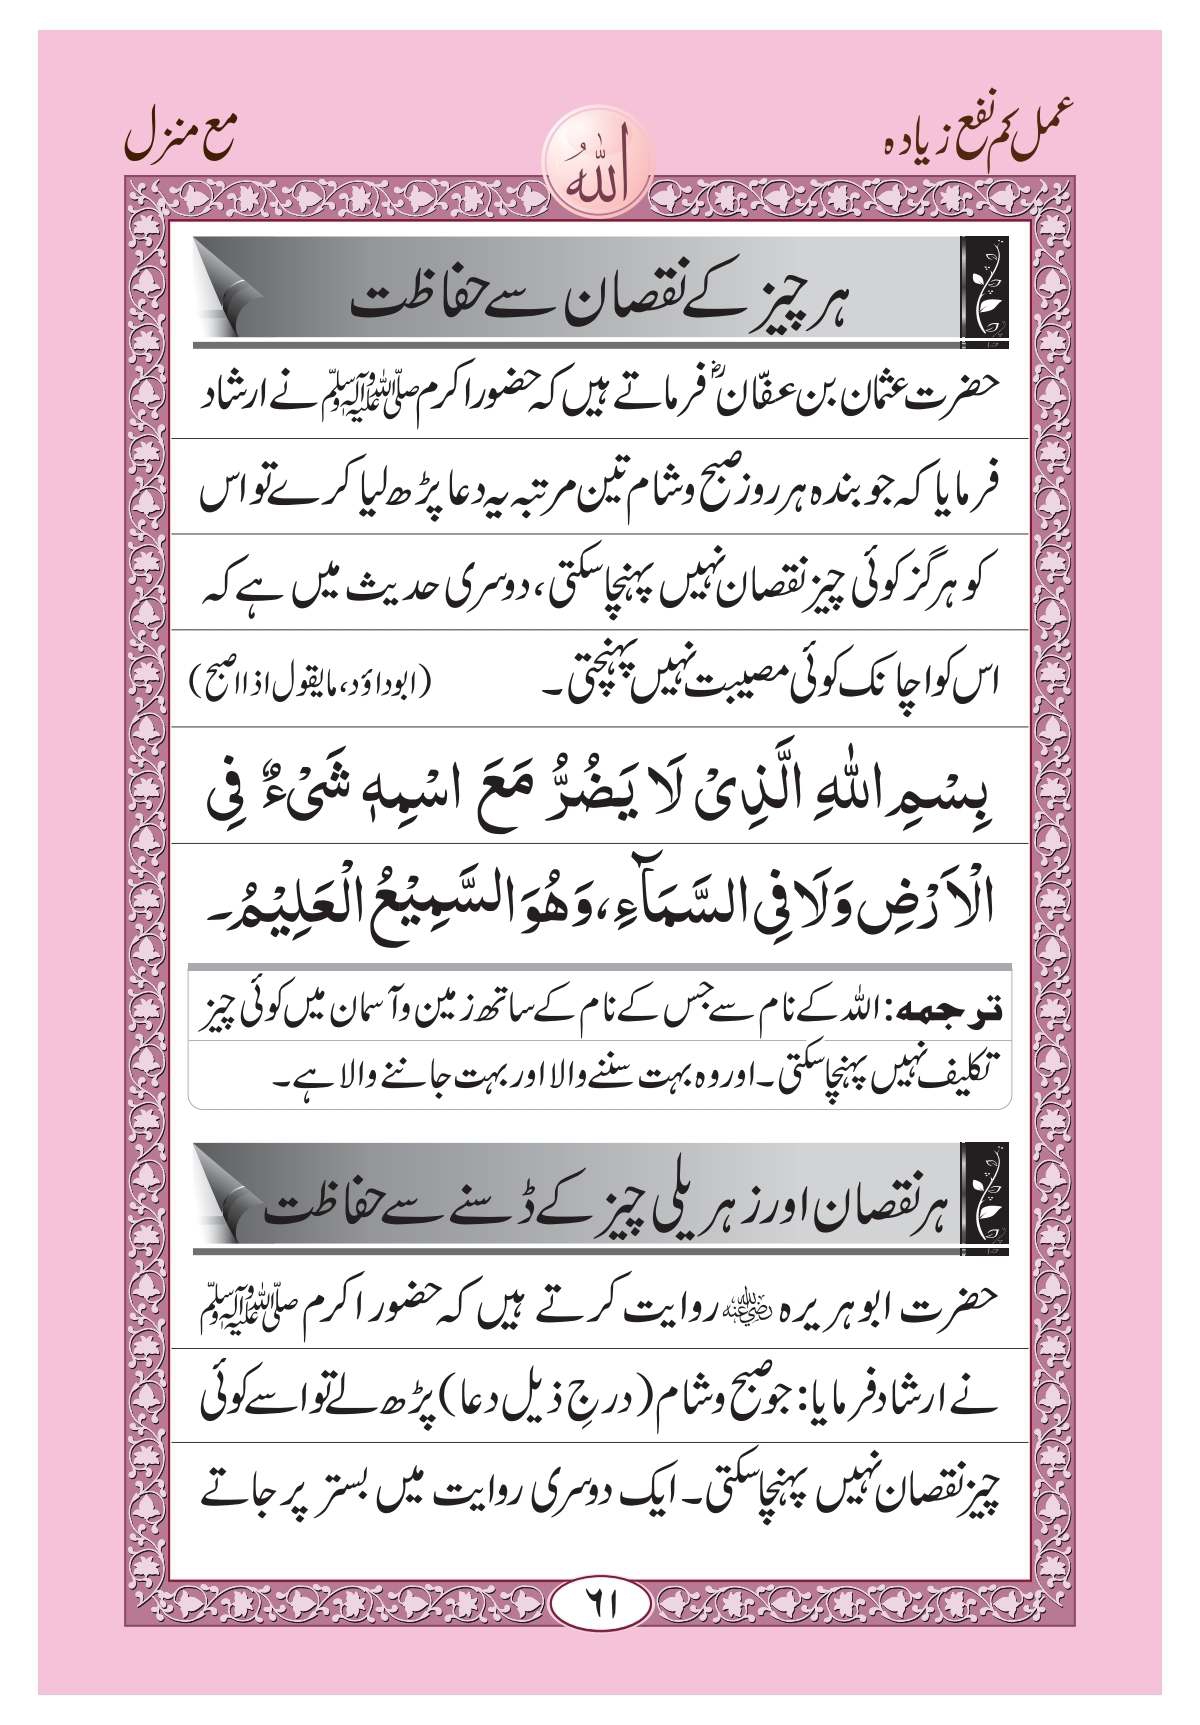 عمل کم نفع زیادہ
اللہُ
مع منزل
ہر چیز کے نقصان سے حفاظت
حضرت عثمان بن عفّانؓ فرماتے ہیں کہ حضور اکرم صلی اللہ علیہ وآلہ وسلم نے ارشاد
فرمایا کہ جو بندہ ہر روز صبح وشام تین مرتبہ یہ دعا پڑھ لیا کرے تو اس
کو ہرگز کوئی چیز نقصان نہیں پہنچا سکتی، دوسری حدیث میں ہے کہ
اس کو اچانک کوئی مصیبت نہیں پہنچتی۔ (ابوداؤد، مایقول اذا اصبح)
بِسْمِ اللّٰهِ الَّذِیْ لَا یَضُرُّ مَعَ اسْمِهٖ شَیْءٌ فِی
الْاَرْضِ وَلَا فِی السَّمَآءِ، وَهُوَ السَّمِیْعُ الْعَلِیْمُ۔
ترجمہ: اللہ کے نام سے جس کے نام کے ساتھ زمین وآسمان میں کوئی چیز
تکلیف نہیں پہنچا سکتی۔ اور وہ بہت سننے والا اور بہت جاننے والا ہے۔
ہر نقصان اور زہریلی چیز کے ڈسنے سے حفاظت
حضرت ابوہریرہ رضی اللہ عنہ روایت کرتے ہیں کہ حضور اکرم صلی اللہ علیہ وآلہ وسلم
نے ارشاد فرمایا: جو صبح وشام (درجِ ذیل دعا) پڑھ لے تو اسے کوئی
چیز نقصان نہیں پہنچا سکتی۔ ایک دوسری روایت میں بستر پر جاتے
۶۱